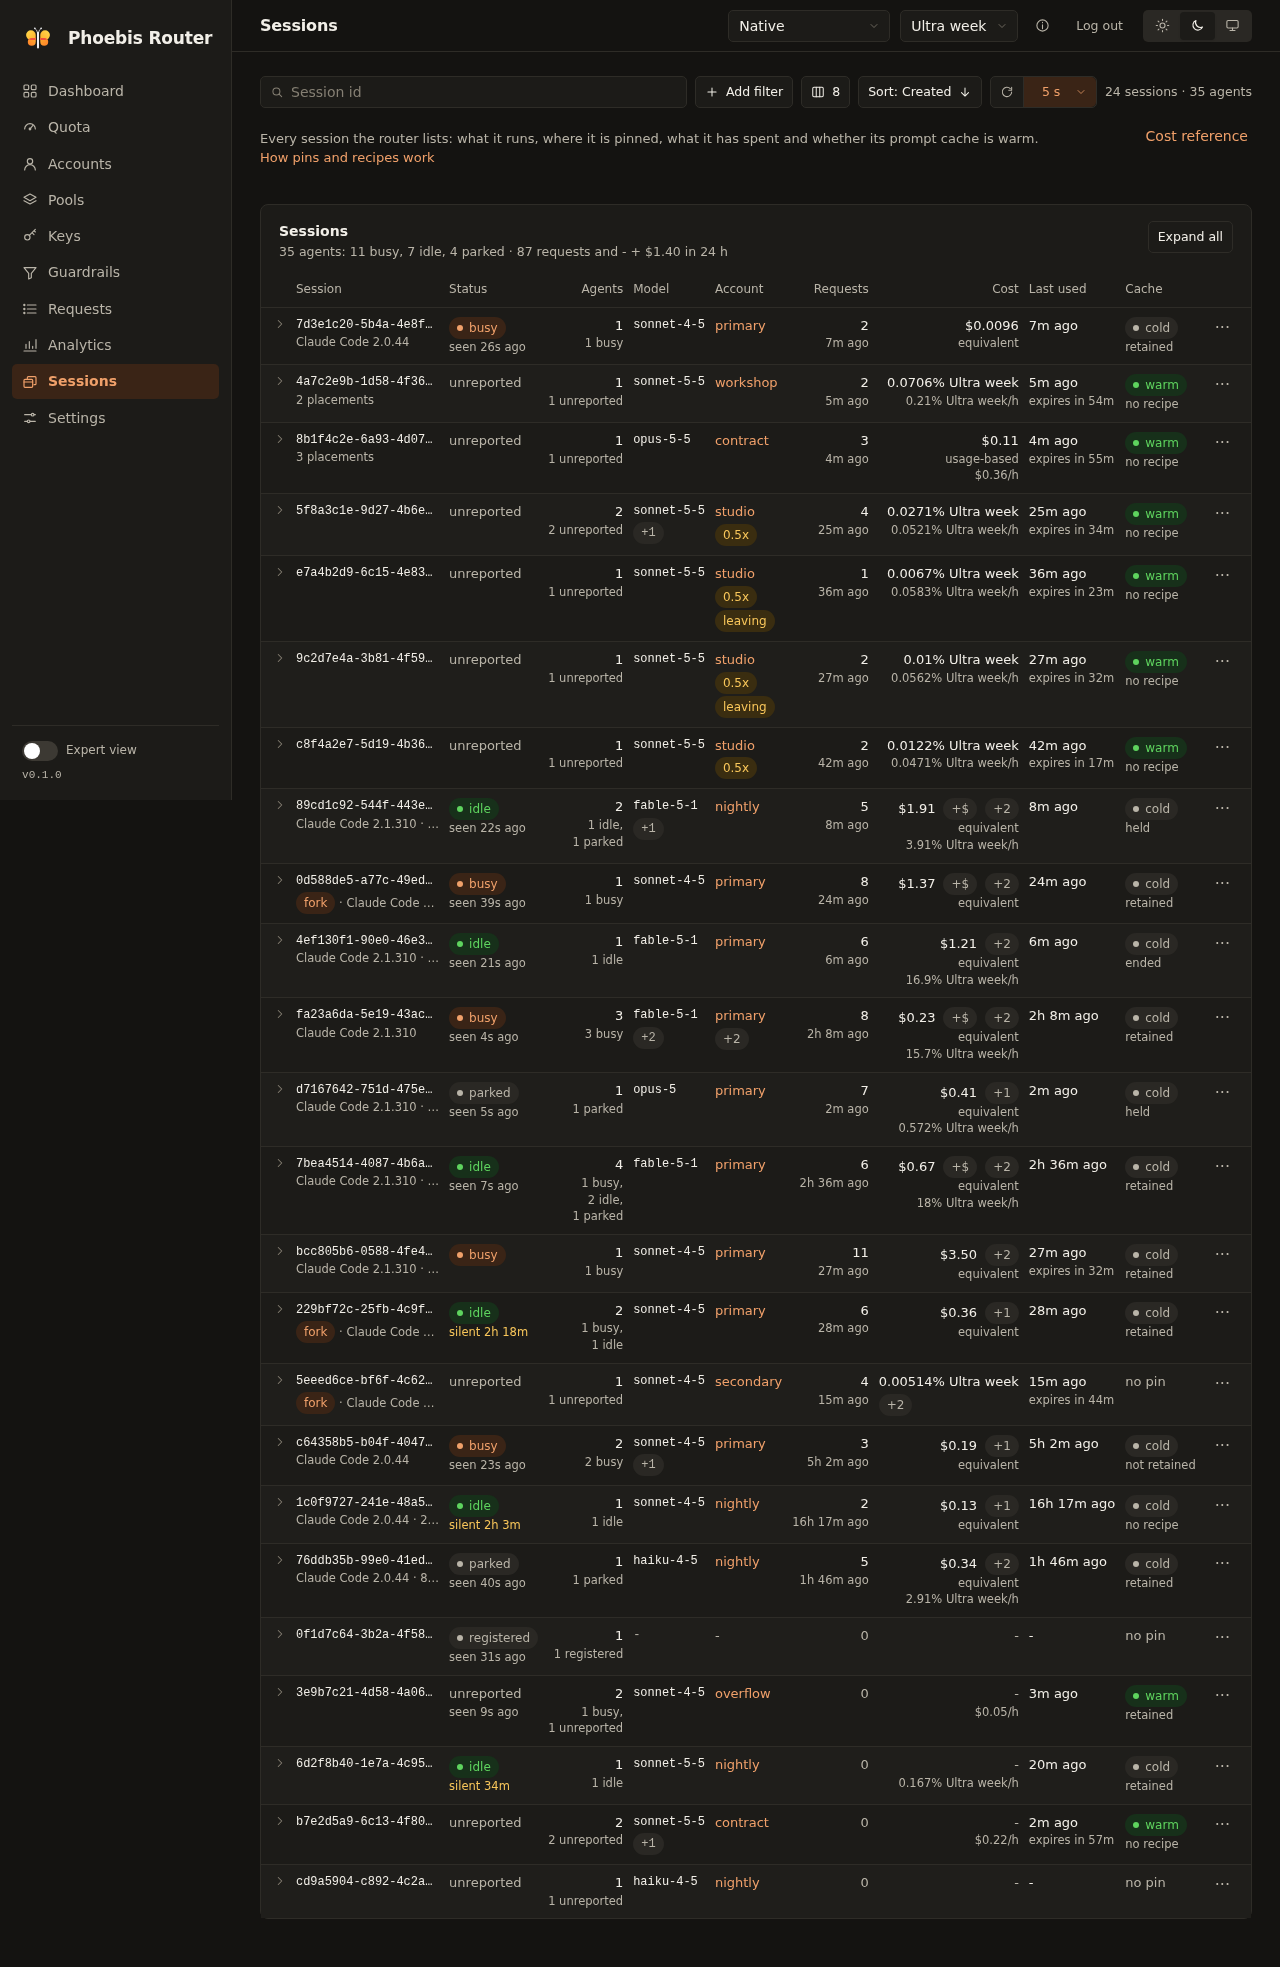 Phoebis Router
Dashboard
Quota
Accounts
Pools
Keys
Guardrails
Requests
Analytics
Sessions
Settings
Expert view
v0.1.0
Sessions
Native
Ultra week
Log out
Session id
Add filter
8
Sort: Created
5 s
24 sessions · 35 agents
Every session the router lists: what it runs, where it is pinned, what it has spent and whether its prompt cache is warm.
How pins and recipes work
Cost reference
Sessions
35 agents: 11 busy, 7 idle, 4 parked · 87 requests and - + $1.40 in 24 h
Expand all
Session Status Agents Model Account Requests Cost Last used Cache
7d3e1c20-5b4a-4e8f… busy 1 sonnet-4-5 primary 2 $0.0096 7m ago cold ···
Claude Code 2.0.44 seen 26s ago 1 busy 7m ago equivalent retained
4a7c2e9b-1d58-4f36… unreported 1 sonnet-5-5 workshop 2 0.0706% Ultra week 5m ago warm ···
2 placements 1 unreported 5m ago 0.21% Ultra week/h expires in 54m no recipe
8b1f4c2e-6a93-4d07… unreported 1 opus-5-5 contract 3 $0.11 4m ago warm ···
3 placements 1 unreported 4m ago usage-based expires in 55m no recipe
$0.36/h
5f8a3c1e-9d27-4b6e… unreported 2 sonnet-5-5 studio 4 0.0271% Ultra week 25m ago warm ···
2 unreported +1 0.5x 25m ago 0.0521% Ultra week/h expires in 34m no recipe
e7a4b2d9-6c15-4e83… unreported 1 sonnet-5-5 studio 1 0.0067% Ultra week 36m ago warm ···
1 unreported 0.5x 36m ago 0.0583% Ultra week/h expires in 23m no recipe
leaving
9c2d7e4a-3b81-4f59… unreported 1 sonnet-5-5 studio 2 0.01% Ultra week 27m ago warm ···
1 unreported 0.5x 27m ago 0.0562% Ultra week/h expires in 32m no recipe
leaving
c8f4a2e7-5d19-4b36… unreported 1 sonnet-5-5 studio 2 0.0122% Ultra week 42m ago warm ···
1 unreported 0.5x 42m ago 0.0471% Ultra week/h expires in 17m no recipe
89cd1c92-544f-443e… idle 2 fable-5-1 nightly 5 $1.91 +$ +2 8m ago cold ···
Claude Code 2.1.310 · … seen 22s ago 1 idle, +1 8m ago equivalent held
1 parked 3.91% Ultra week/h
0d588de5-a77c-49ed… busy 1 sonnet-4-5 primary 8 $1.37 +$ +2 24m ago cold ···
fork · Claude Code … seen 39s ago 1 busy 24m ago equivalent retained
4ef130f1-90e0-46e3… idle 1 fable-5-1 primary 6 $1.21 +2 6m ago cold ···
Claude Code 2.1.310 · … seen 21s ago 1 idle 6m ago equivalent ended
16.9% Ultra week/h
fa23a6da-5e19-43ac… busy 3 fable-5-1 primary 8 $0.23 +$ +2 2h 8m ago cold ···
Claude Code 2.1.310 seen 4s ago 3 busy +2 +2 2h 8m ago equivalent retained
15.7% Ultra week/h
d7167642-751d-475e… parked 1 opus-5 primary 7 $0.41 +1 2m ago cold ···
Claude Code 2.1.310 · … seen 5s ago 1 parked 2m ago equivalent held
0.572% Ultra week/h
7bea4514-4087-4b6a… idle 4 fable-5-1 primary 6 $0.67 +$ +2 2h 36m ago cold ···
Claude Code 2.1.310 · … seen 7s ago 1 busy, 2h 36m ago equivalent retained
2 idle, 18% Ultra week/h
1 parked
bcc805b6-0588-4fe4… busy 1 sonnet-4-5 primary 11 $3.50 +2 27m ago cold ···
Claude Code 2.1.310 · … 1 busy 27m ago equivalent expires in 32m retained
229bf72c-25fb-4c9f… idle 2 sonnet-4-5 primary 6 $0.36 +1 28m ago cold ···
fork · Claude Code … silent 2h 18m 1 busy, 28m ago equivalent retained
1 idle
5eeed6ce-bf6f-4c62… unreported 1 sonnet-4-5 secondary 4 0.00514% Ultra week 15m ago no pin ···
fork · Claude Code … 1 unreported 15m ago +2 expires in 44m
c64358b5-b04f-4047… busy 2 sonnet-4-5 primary 3 $0.19 +1 5h 2m ago cold ···
Claude Code 2.0.44 seen 23s ago 2 busy +1 5h 2m ago equivalent not retained
1c0f9727-241e-48a5… idle 1 sonnet-4-5 nightly 2 $0.13 +1 16h 17m ago cold ···
Claude Code 2.0.44 · 2… silent 2h 3m 1 idle 16h 17m ago equivalent no recipe
76ddb35b-99e0-41ed… parked 1 haiku-4-5 nightly 5 $0.34 +2 1h 46m ago cold ···
Claude Code 2.0.44 · 8… seen 40s ago 1 parked 1h 46m ago equivalent retained
2.91% Ultra week/h
0f1d7c64-3b2a-4f58… registered 1 - - 0 - - no pin ···
seen 31s ago 1 registered
3e9b7c21-4d58-4a06… unreported 2 sonnet-4-5 overflow 0 - 3m ago warm ···
seen 9s ago 1 busy, $0.05/h retained
1 unreported
6d2f8b40-1e7a-4c95… idle 1 sonnet-5-5 nightly 0 - 20m ago cold ···
silent 34m 1 idle 0.167% Ultra week/h retained
b7e2d5a9-6c13-4f80… unreported 2 sonnet-5-5 contract 0 - 2m ago warm ···
2 unreported +1 $0.22/h expires in 57m no recipe
cd9a5904-c892-4c2a… unreported 1 haiku-4-5 nightly 0 - - no pin ···
1 unreported